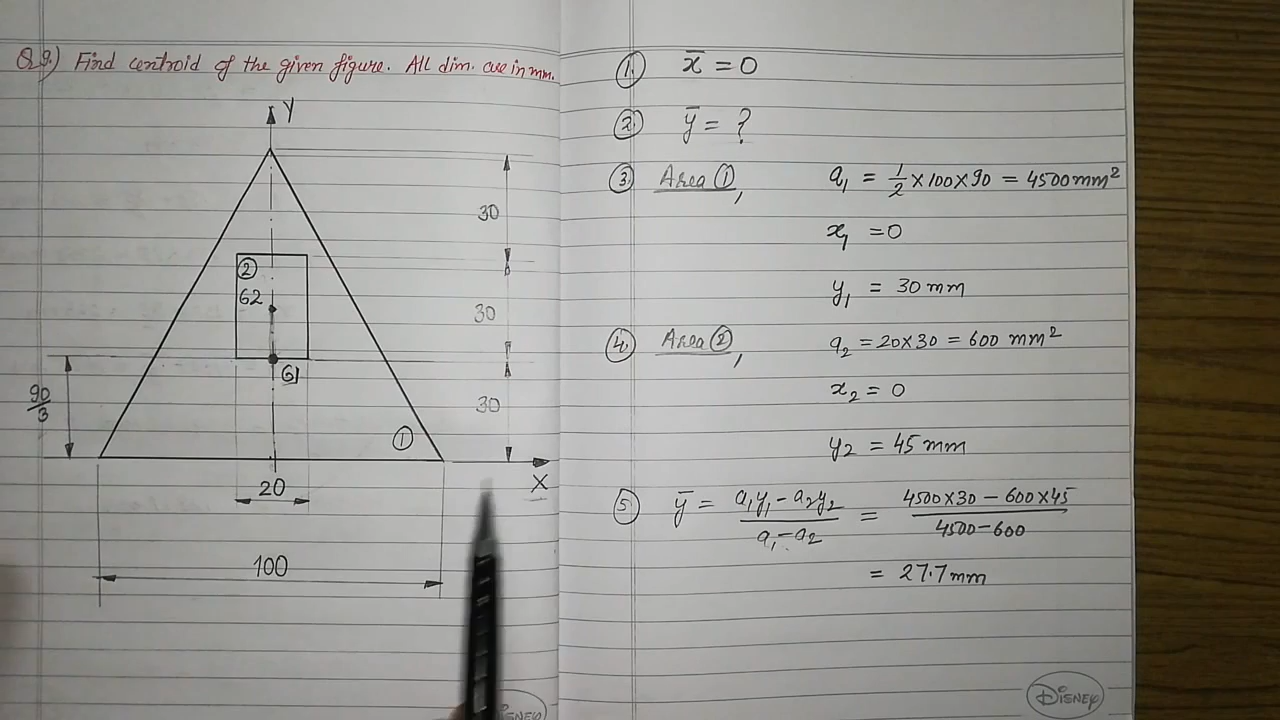 Q 9.) Find centroid of the given figure. All dim. are in mm.
Y
30
②
G2
30
G1
90/3
30
①
X
20
100
① x̄ = 0
② ȳ = ?
③ Area ①, a₁ = 1/2 × 100 × 90 = 4500 mm²
x₁ = 0
y₁ = 30 mm
④ Area ②, a₂ = 20 × 30 = 600 mm²
x₂ = 0
y₂ = 45 mm
⑤ ȳ = (a₁y₁ − a₂y₂)/(a₁ − a₂) = (4500 × 30 − 600 × 45)/(4500 − 600)
= 27.7 mm
DISNEY
DISNEY